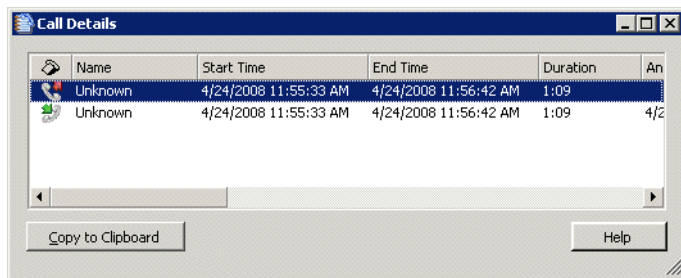 Call Details
Name Start Time End Time Duration An
Unknown 4/24/2008 11:55:33 AM 4/24/2008 11:56:42 AM 1:09
Unknown 4/24/2008 11:55:33 AM 4/24/2008 11:56:42 AM 1:09 4/2
Copy to Clipboard Help